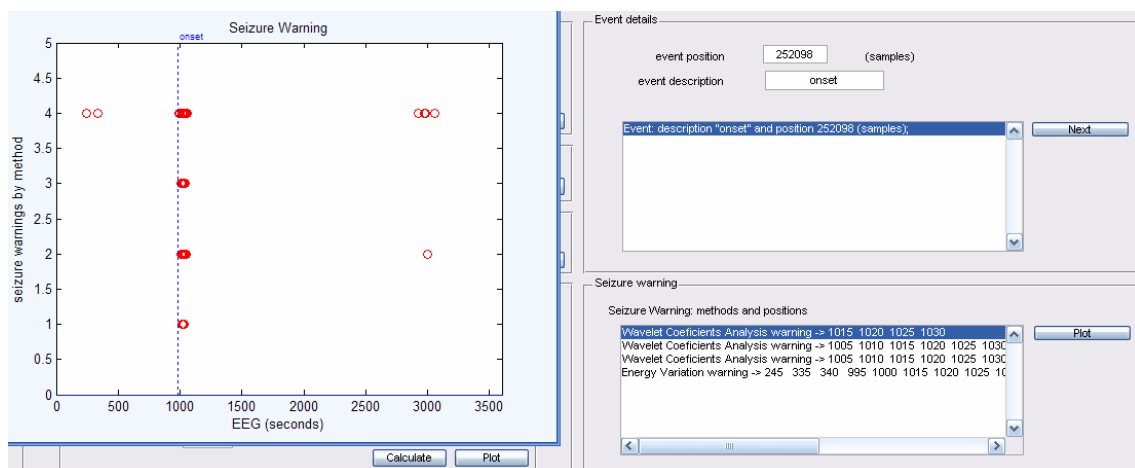 Seizure Warning
onset
5
4.5
4
3.5
3
2.5
2
1.5
1
0.5
0
seizure warnings by method
0 500 1000 1500 2000 2500 3000 3500
EEG (seconds)
Calculate Plot
Event details
event position 252098 (samples)
event description onset
Event: description "onset" and position 252098 (samples);
Next
Seizure warning
Seizure Warning: methods and positions
Wavelet Coeficients Analysis warning -> 1015 1020 1025 1030
Wavelet Coeficients Analysis warning -> 1005 1010 1015 1020 1025 1030
Wavelet Coeficients Analysis warning -> 1005 1010 1015 1020 1025 1030
Energy Variation warning -> 245 335 340 995 1000 1015 1020 1025
Plot